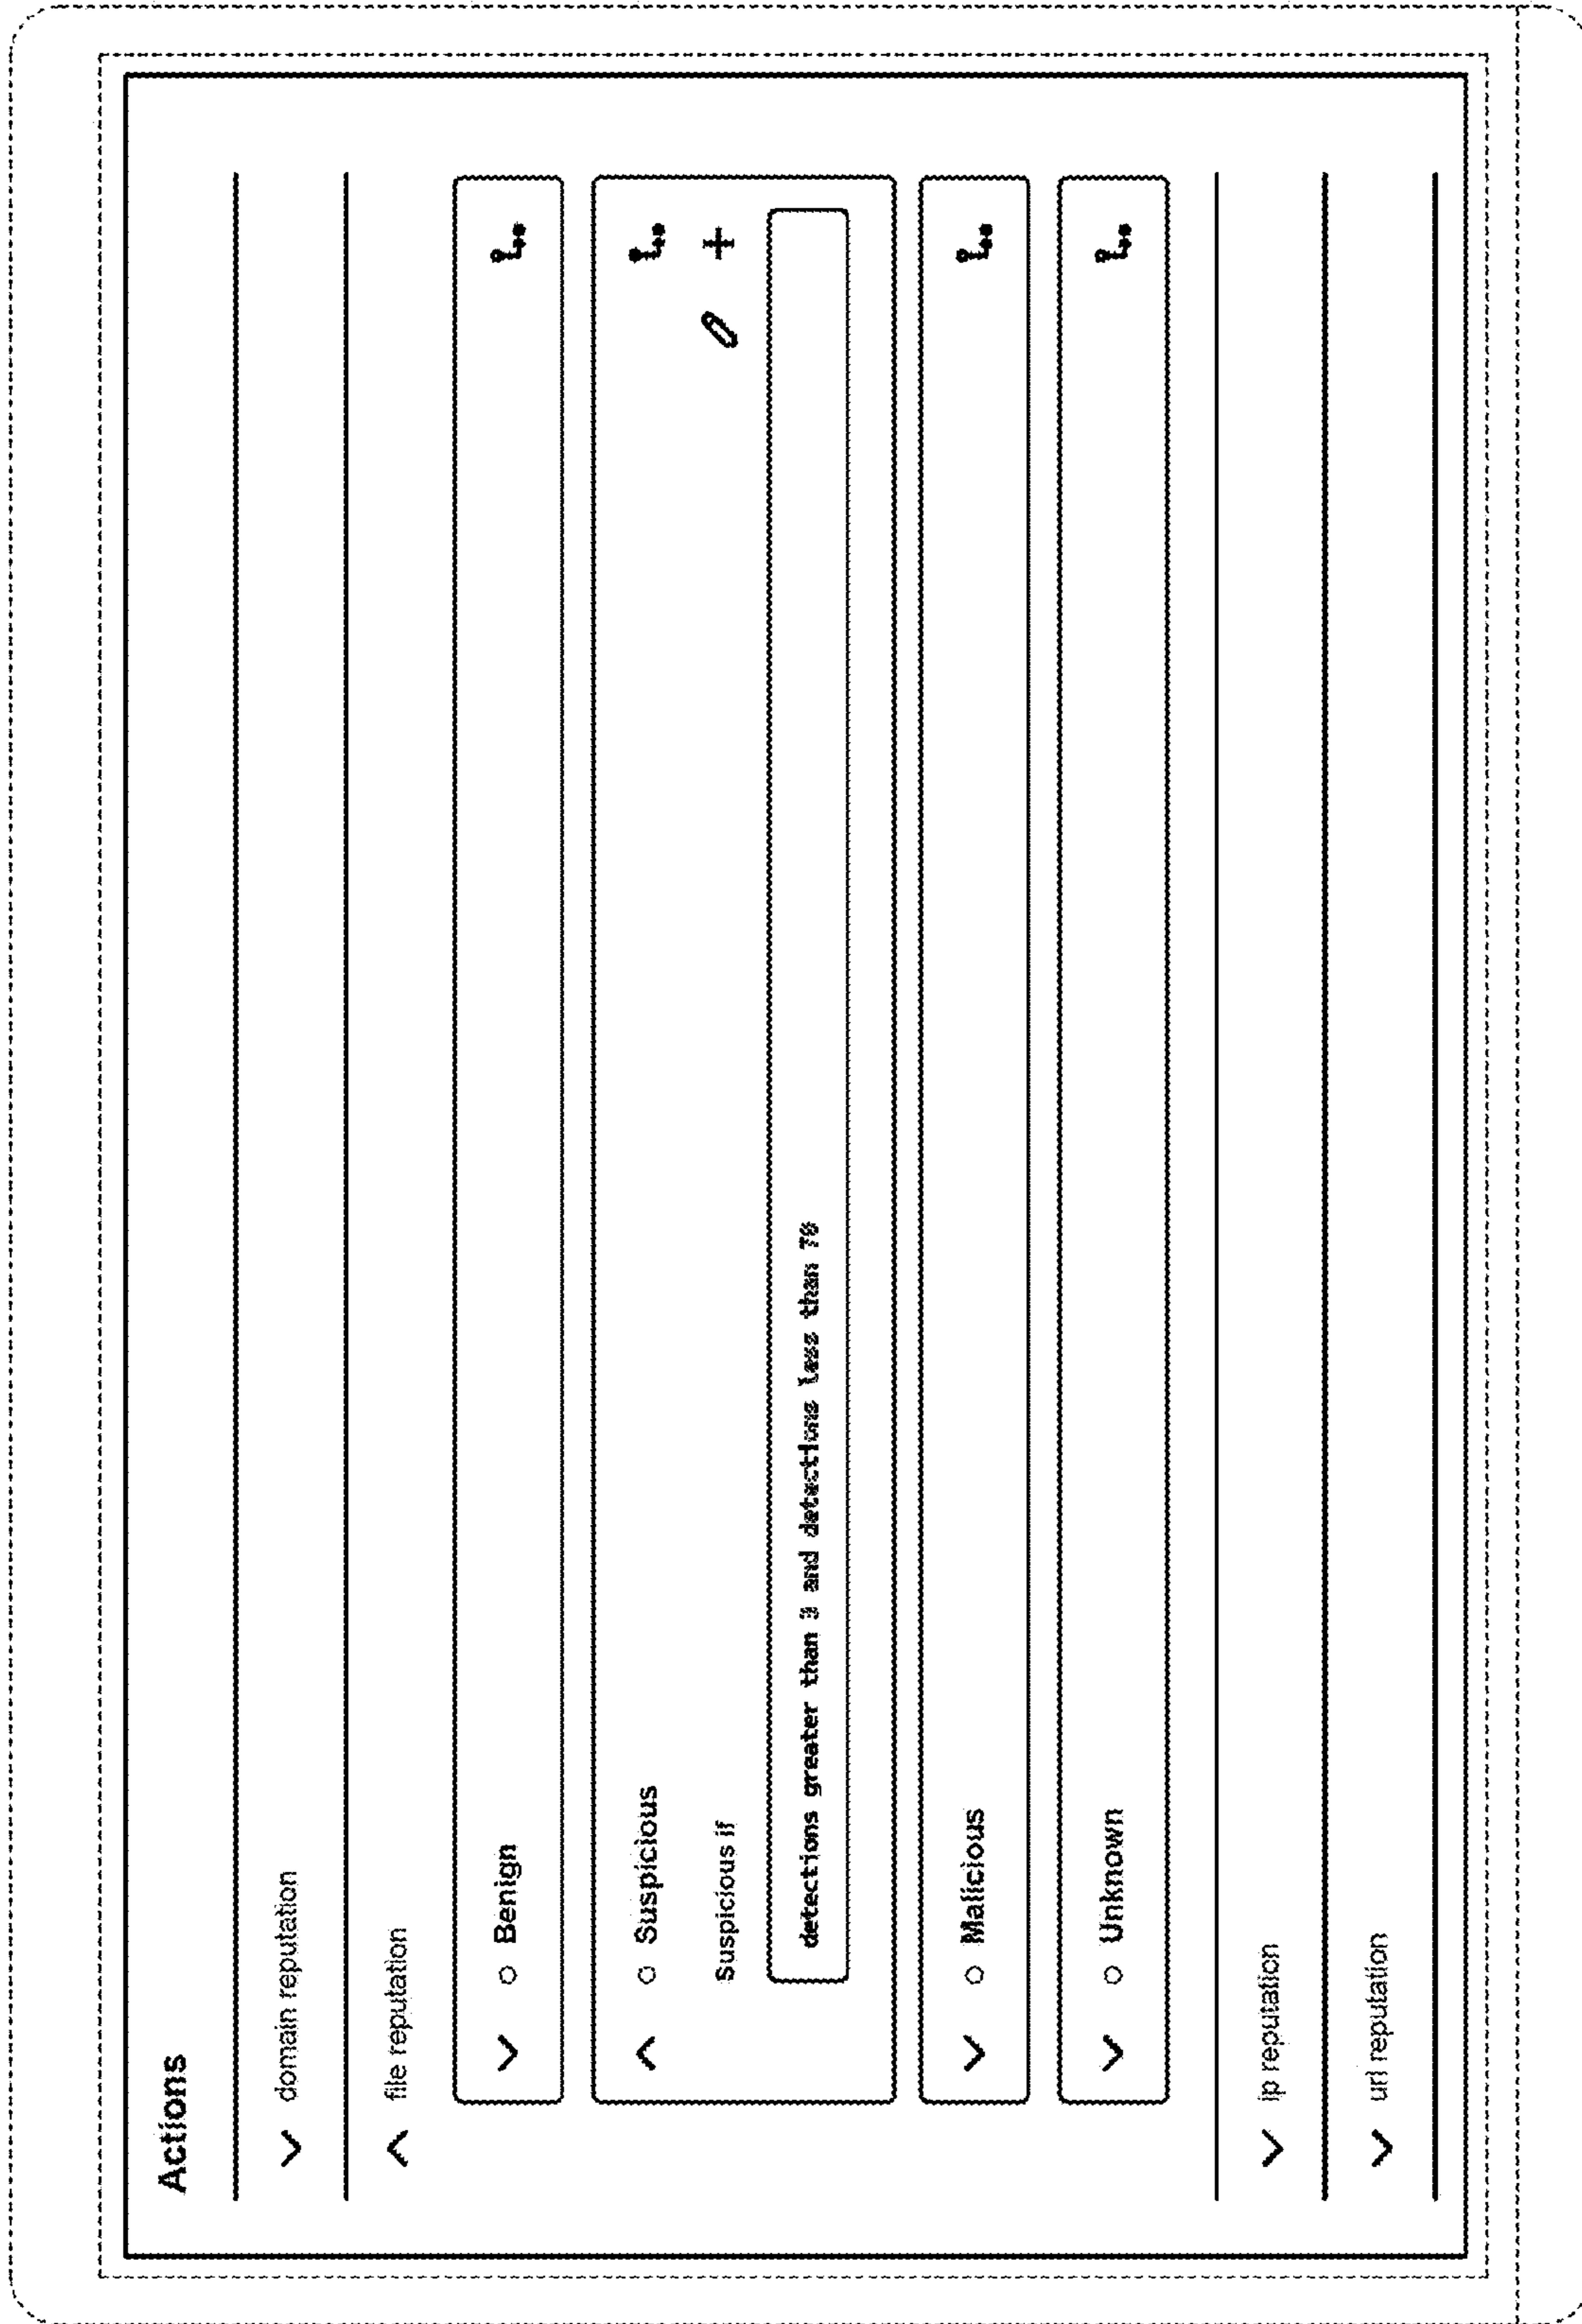 Actions
domain reputation
file reputation
Benign
Suspicious
Suspicious if
detections greater than 3 and detections less than
Malicious
Unknown
ip reputation
url reputation